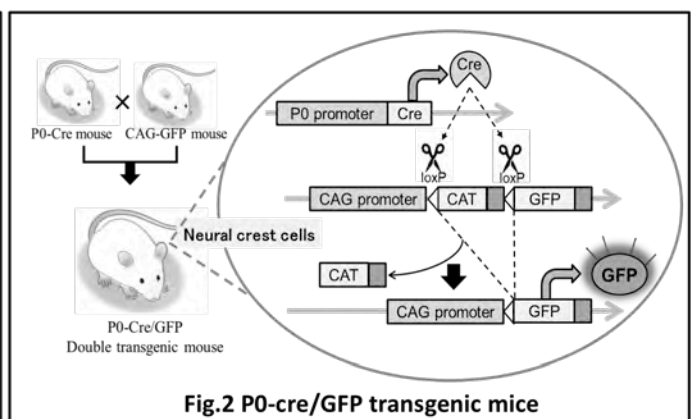 P0-Cre mouse
×
CAG-GFP mouse
P0-Cre/GFP
Double transgenic mouse
Neural crest cells
Cre
P0 promoter
Cre
loxP
loxP
CAG promoter
CAT
GFP
CAT
CAG promoter
GFP
GFP
Fig.2 P0-cre/GFP transgenic mice